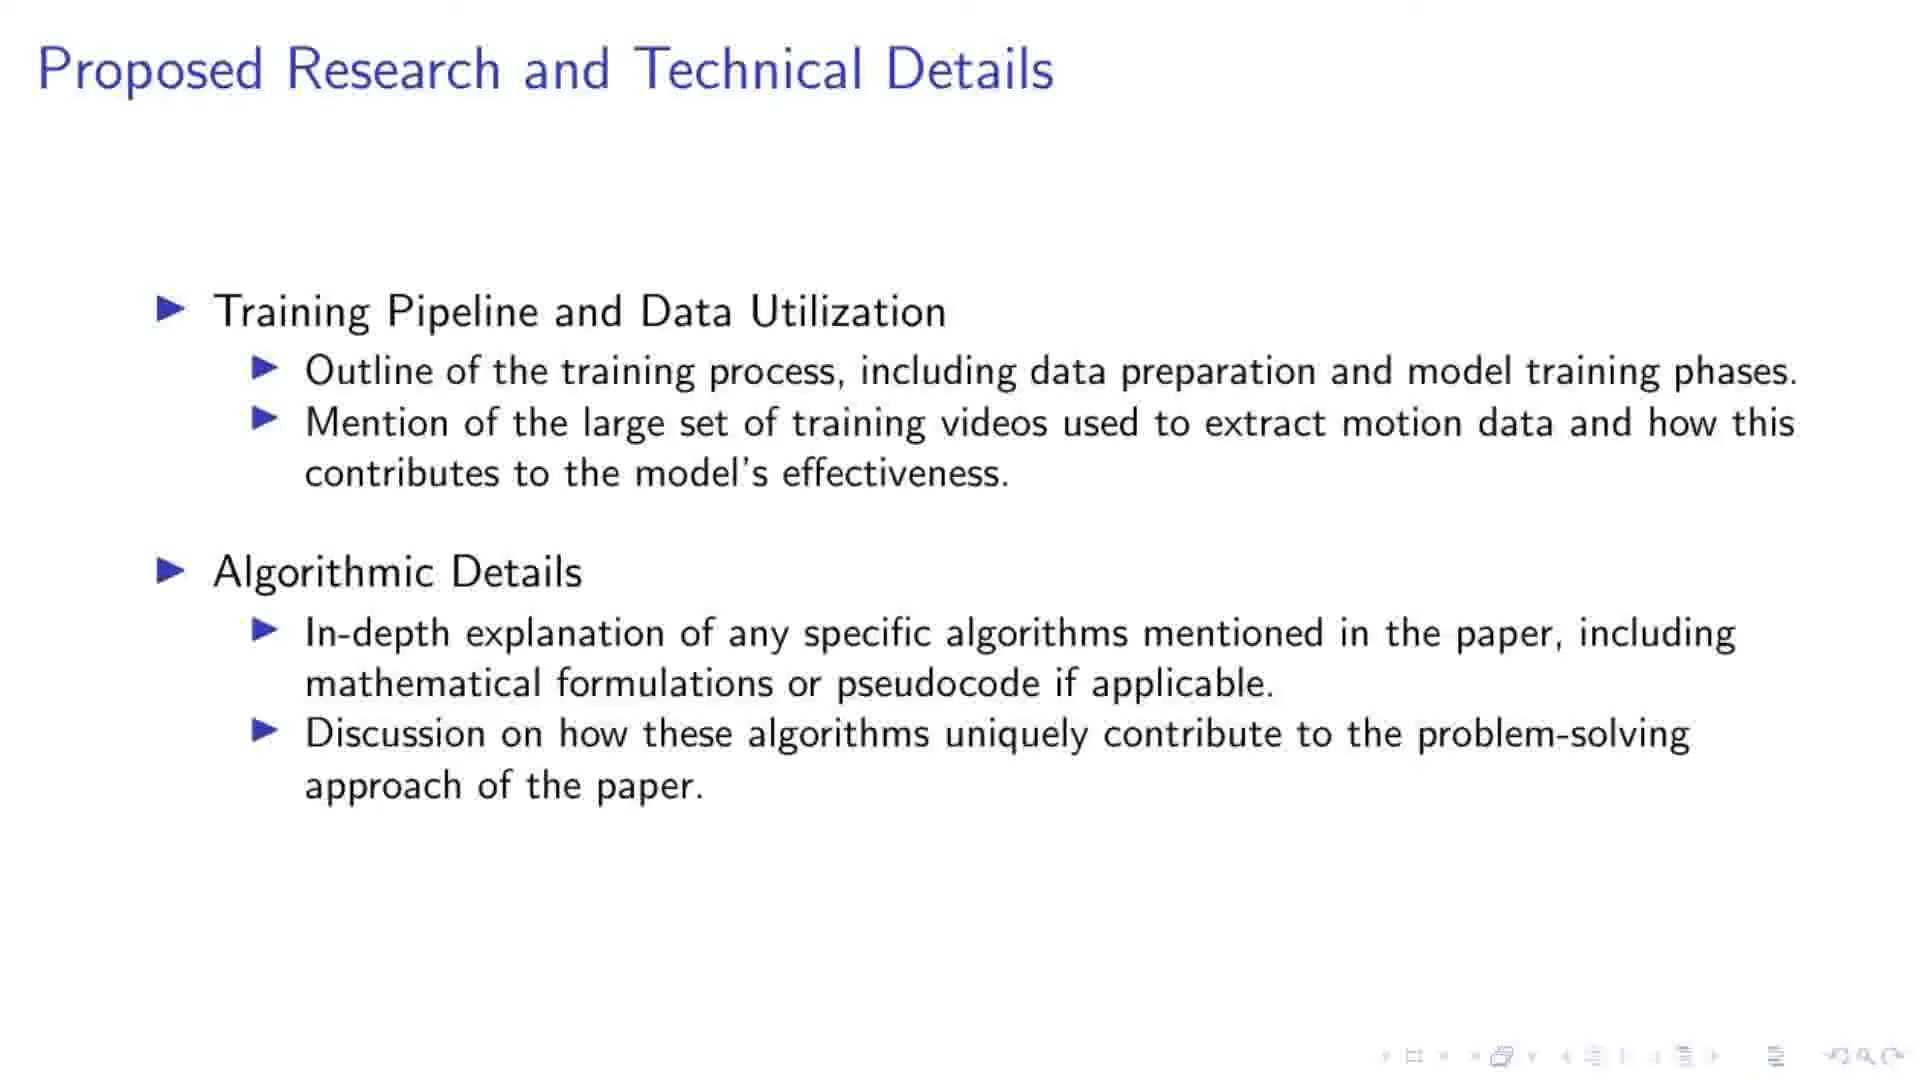 Proposed Research and Technical Details
Training Pipeline and Data Utilization
Outline of the training process, including data preparation and model training phases.
Mention of the large set of training videos used to extract motion data and how this
contributes to the model's effectiveness.
Algorithmic Details
In-depth explanation of any specific algorithms mentioned in the paper, including
mathematical formulations or pseudocode if applicable.
Discussion on how these algorithms uniquely contribute to the problem-solving
approach of the paper.